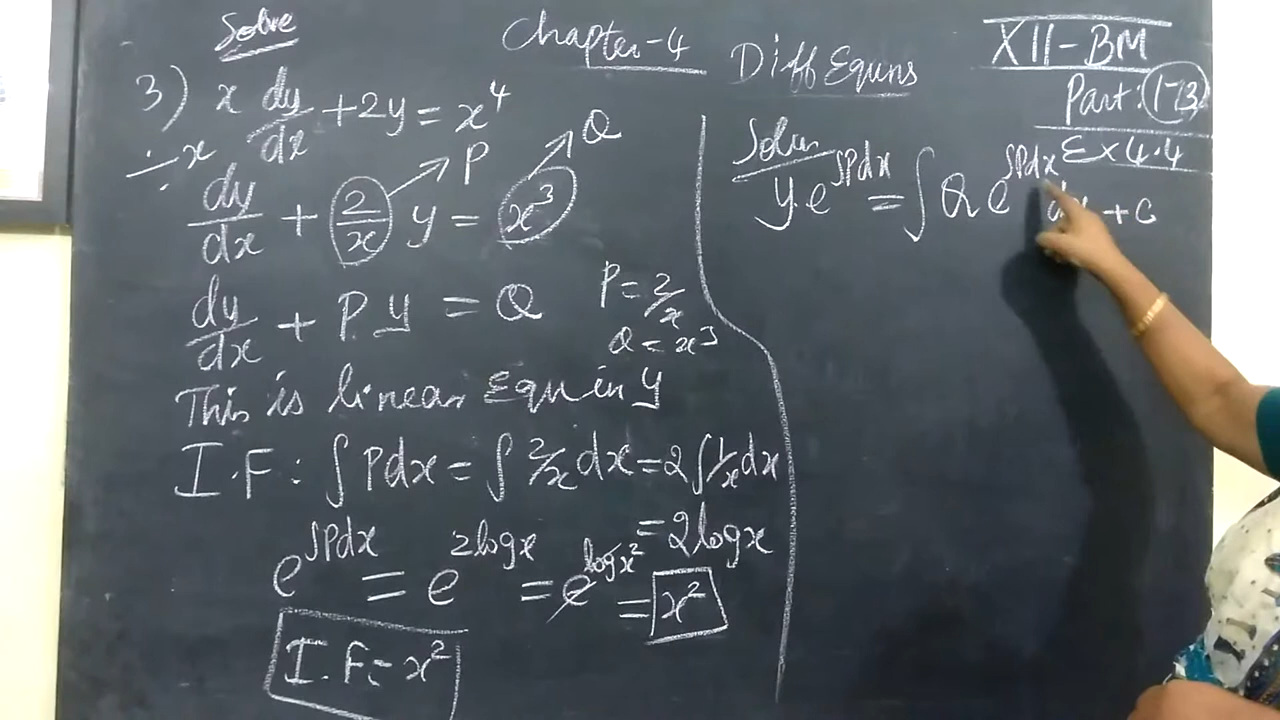 Solve
Chapter-4
Diff Equns
XII-BM
Part: 173
Ex 4.4
3) x dy/dx + 2y = x⁴
÷x
dy/dx + 2/x y = x³
P
Q
dy/dx + P.y = Q
P = 2/x
Q = x³
This is linear Equ in y
I.F: ∫Pdx = ∫2/x dx = 2∫1/x dx
= 2logx
e^∫Pdx = e^2logx = e^logx² = x²
I.F = x²
Solun
y.e^∫Pdx = ∫Q e^∫Pdx + C